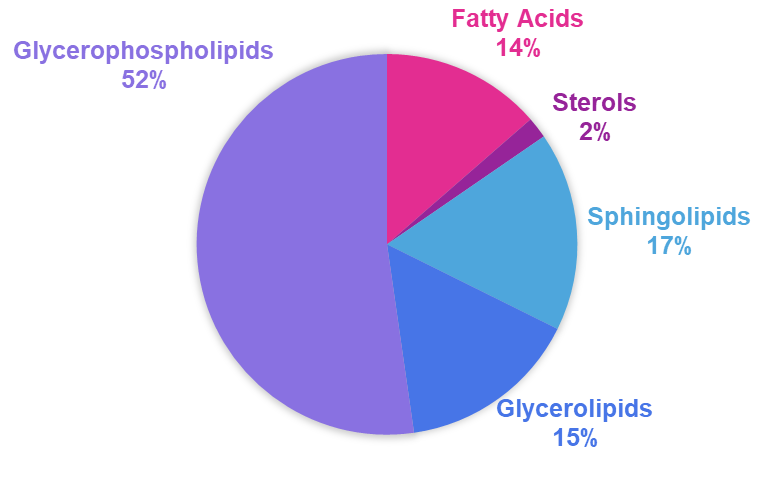 Fatty Acids
14%
Glycerophospholipids
52%
Sterols
2%
Sphingolipids
17%
Glycerolipids
15%